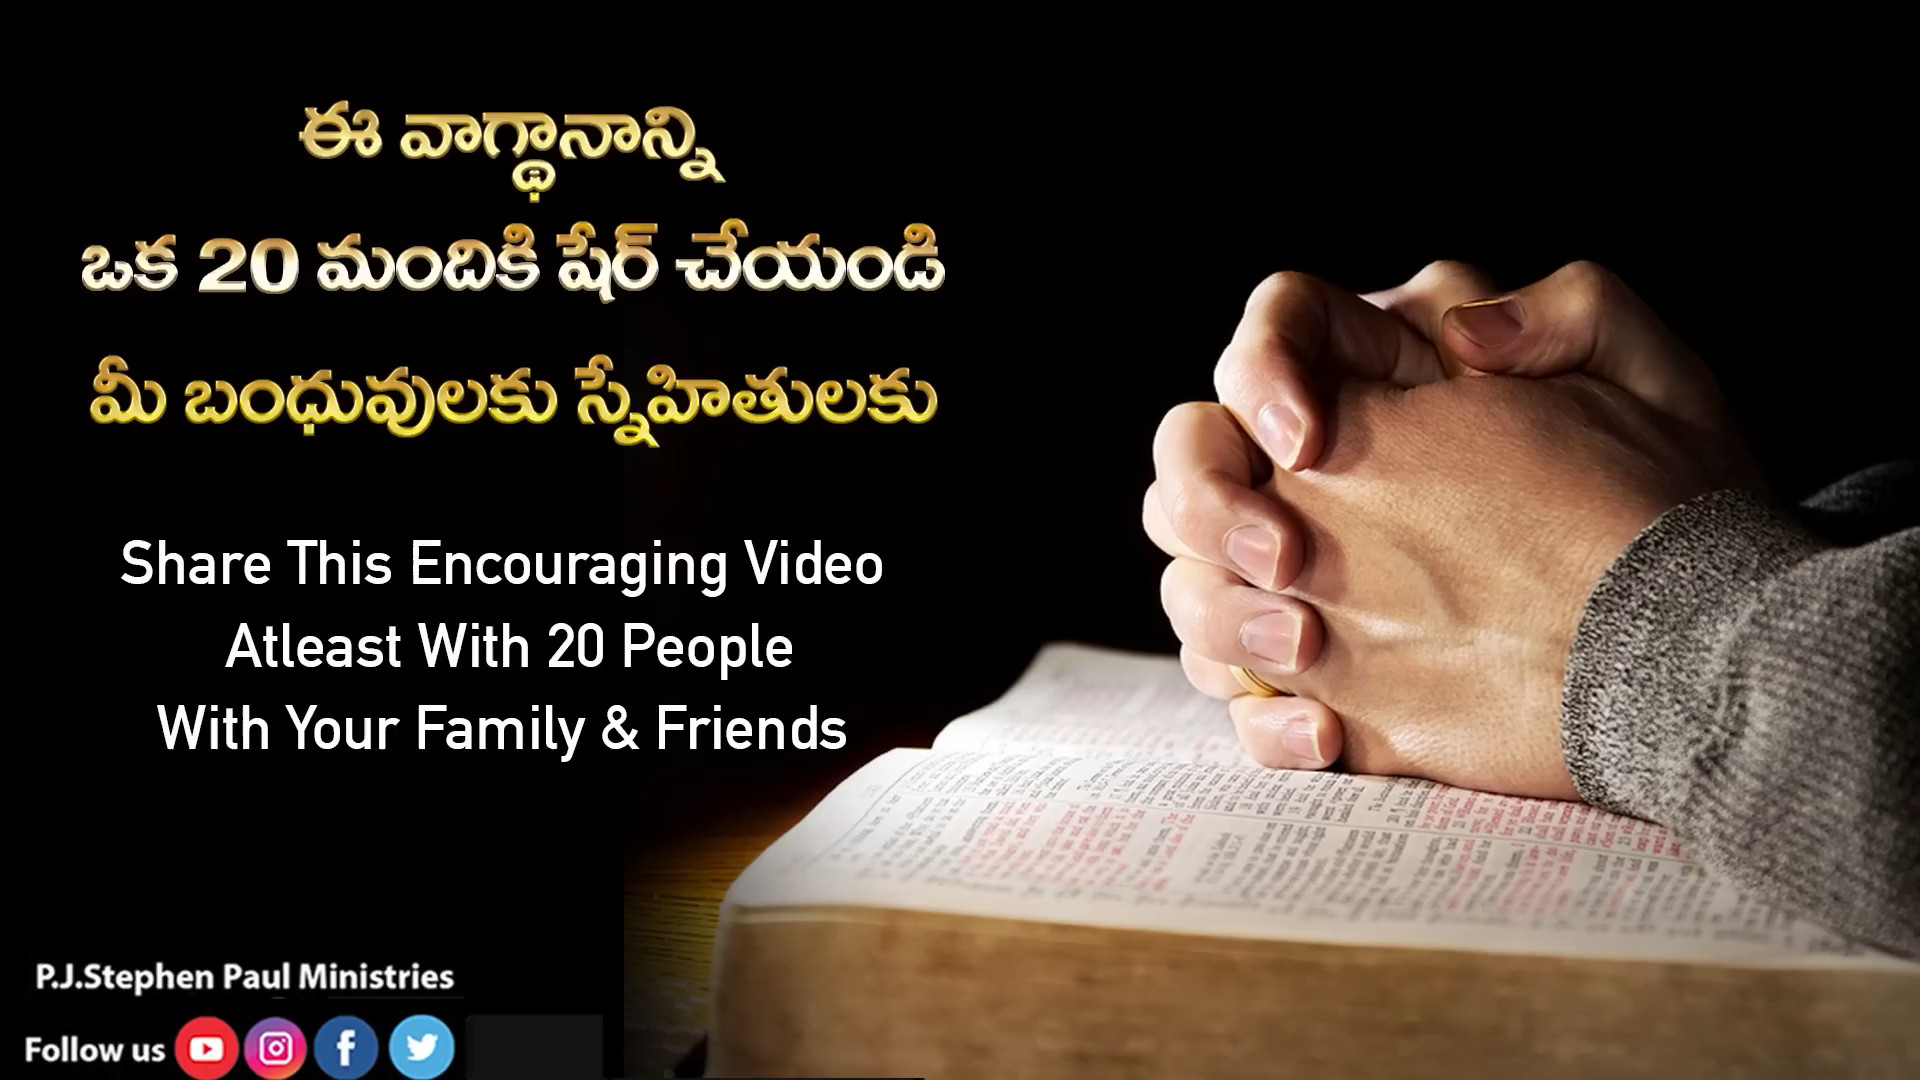 ఈ వాగ్ధానాన్ని
ఒక 20 మందికి షేర్ చేయండి
మీ బంధువులకు స్నేహితులకు
Share This Encouraging Video
Atleast With 20 People
With Your Family & Friends
P.J.Stephen Paul Ministries
Follow us